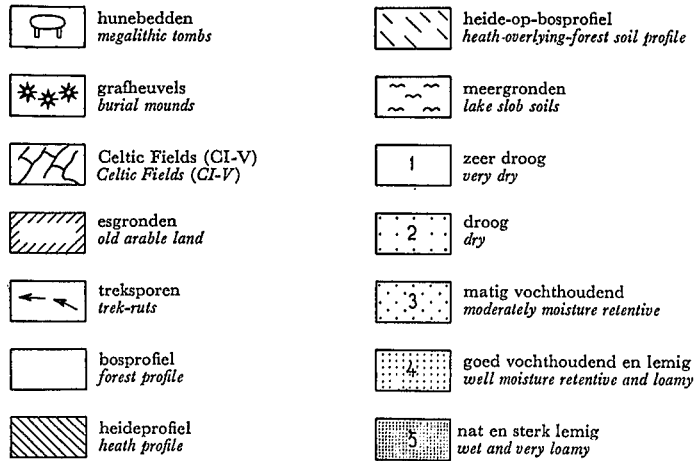 hunebedden
megalithic tombs
grafheuvels
burial mounds
Celtic Fields (CI-V)
Celtic Fields (CI-V)
esgronden
old arable land
treksporen
trek-ruts
bosprofiel
forest profile
heideprofiel
heath profile
heide-op-bosprofiel
heath-overlying-forest soil profile
meergronden
lake slob soils
1 zeer droog
very dry
2 droog
dry
3 matig vochthoudend
moderately moisture retentive
4 goed vochthoudend en lemig
well moisture retentive and loamy
5 nat en sterk lemig
wet and very loamy